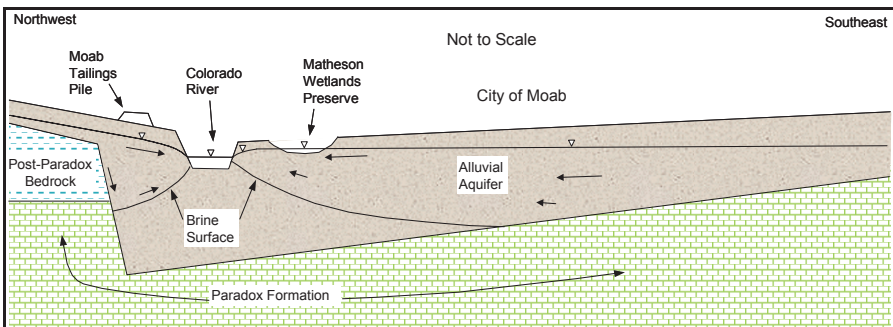 Northwest
Southeast
Not to Scale
Moab
Tailings
Pile
Colorado
River
Matheson
Wetlands
Preserve
City of Moab
Post-Paradox
Bedrock
Alluvial
Aquifer
Brine
Surface
Paradox Formation